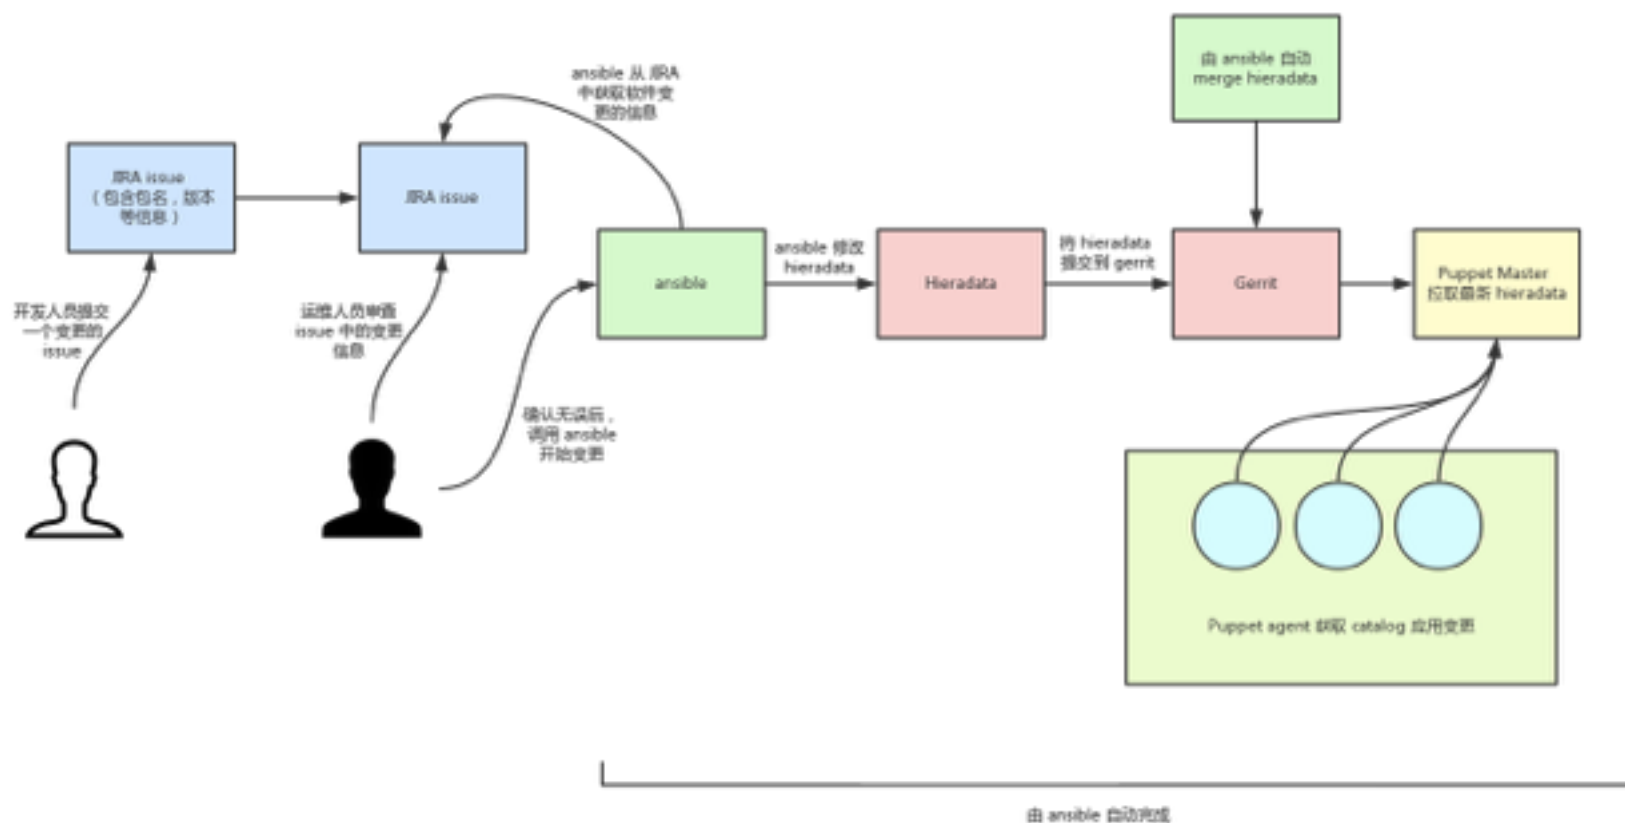 JIRA issue
（包含包名，版本
等信息）
JIRA issue
ansible 从 JIRA
中获取软件变
更的信息
由 ansible 自动
merge hieradata
开发人员提交
一个变更的
issue
运维人员审查
issue 中的变更
信息
确认无误后，
调用 ansible
开始变更
ansible
ansible 修改
hieradata
Hieradata
将 hieradata
提交到 gerrit
Gerrit
Puppet Master
拉取最新 hieradata
Puppet agent 获取 catalog 应用变更
由 ansible 自动完成